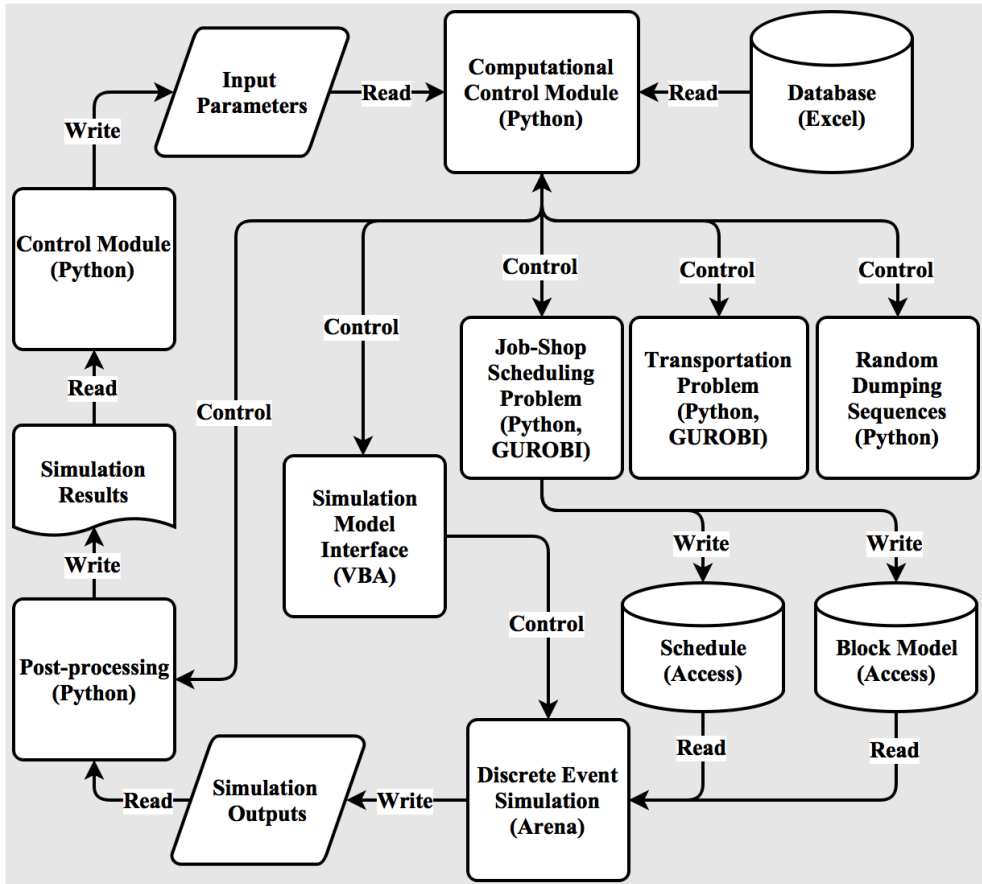 Input
Parameters
Read
Computational
Control Module
(Python)
Read
Database
(Excel)
Write
Control Module
(Python)
Control
Control
Control
Control
Job-Shop
Scheduling
Problem
(Python,
GUROBI)
Transportation
Problem
(Python,
GUROBI)
Random
Dumping
Sequences
(Python)
Read
Control
Simulation
Results
Simulation
Model
Interface
(VBA)
Write
Write
Write
Control
Post-processing
(Python)
Schedule
(Access)
Block Model
(Access)
Read
Read
Discrete Event
Simulation
(Arena)
Write
Simulation
Outputs
Read